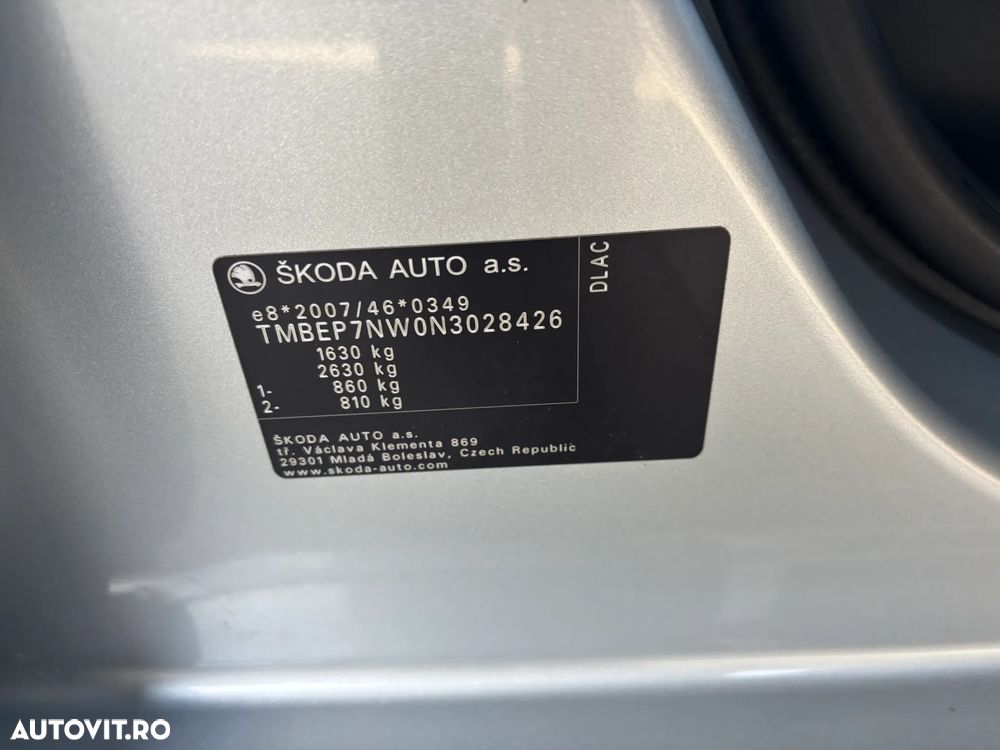 ŠKODA AUTO a.s.
DLAC
e8*2007/46*0349
TMBEP7NW0N3028426
1630 kg
2630 kg
1- 860 kg
2- 810 kg
ŠKODA AUTO a.s.
tř. Václava Klementa 869
29301 Mladá Boleslav, Czech Republic
www.skoda-auto.com
AUTOVIT.RO